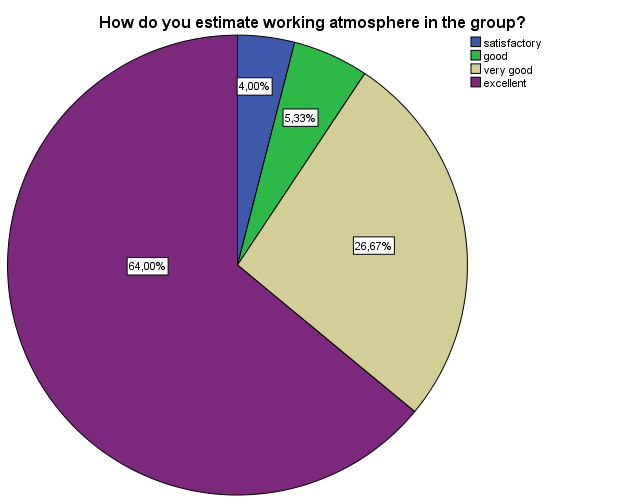 How do you estimate working atmosphere in the group?
satisfactory
good
very good
excellent
4,00%
5,33%
26,67%
64,00%